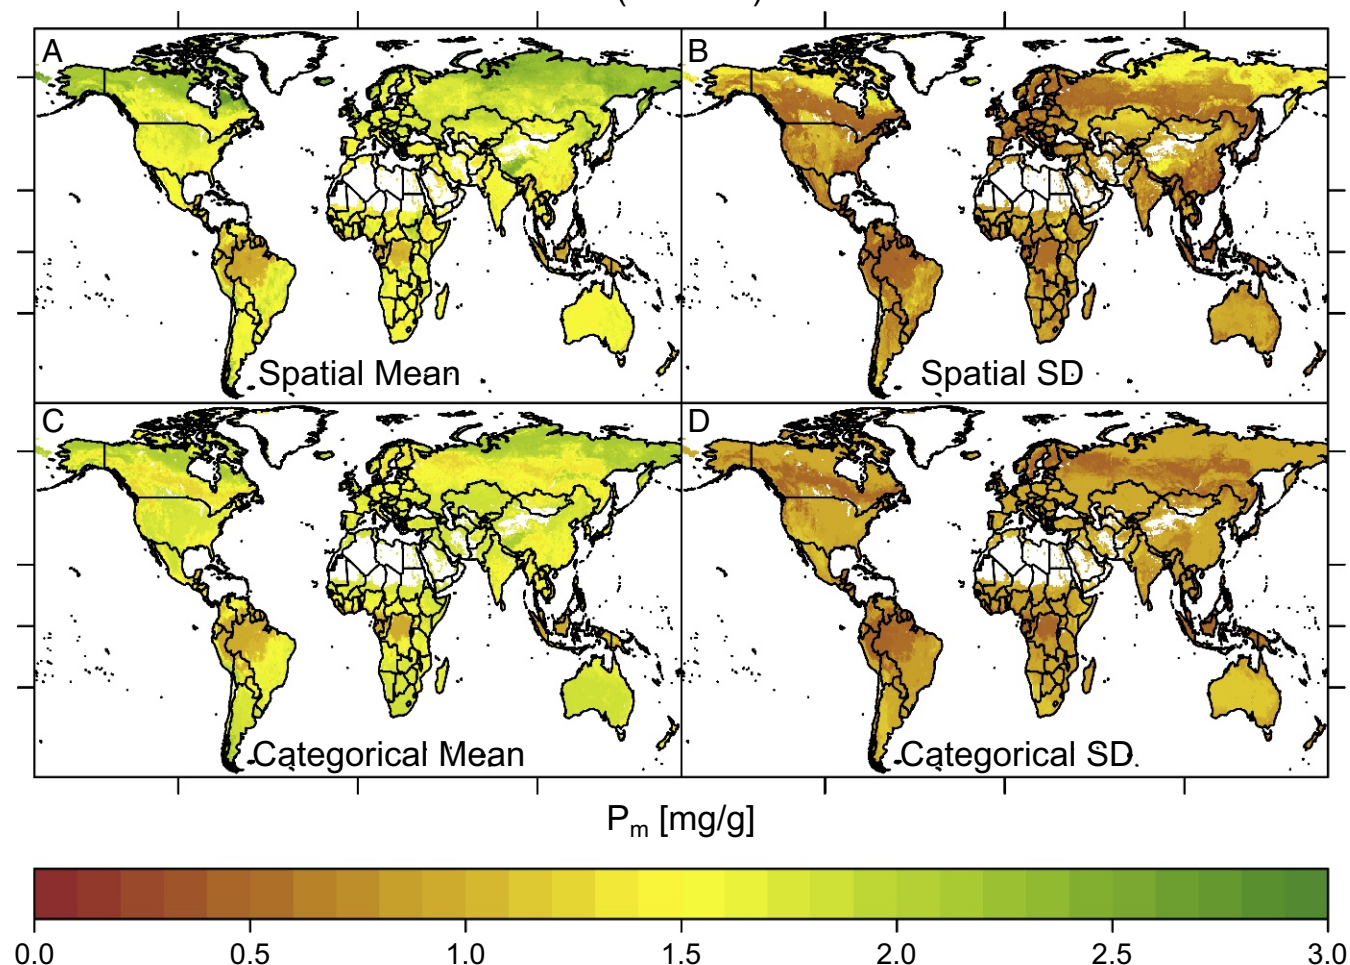 A
B
Spatial Mean
Spatial SD
C
D
Categorical Mean
Categorical SD
Pm [mg/g]
0.0 0.5 1.0 1.5 2.0 2.5 3.0